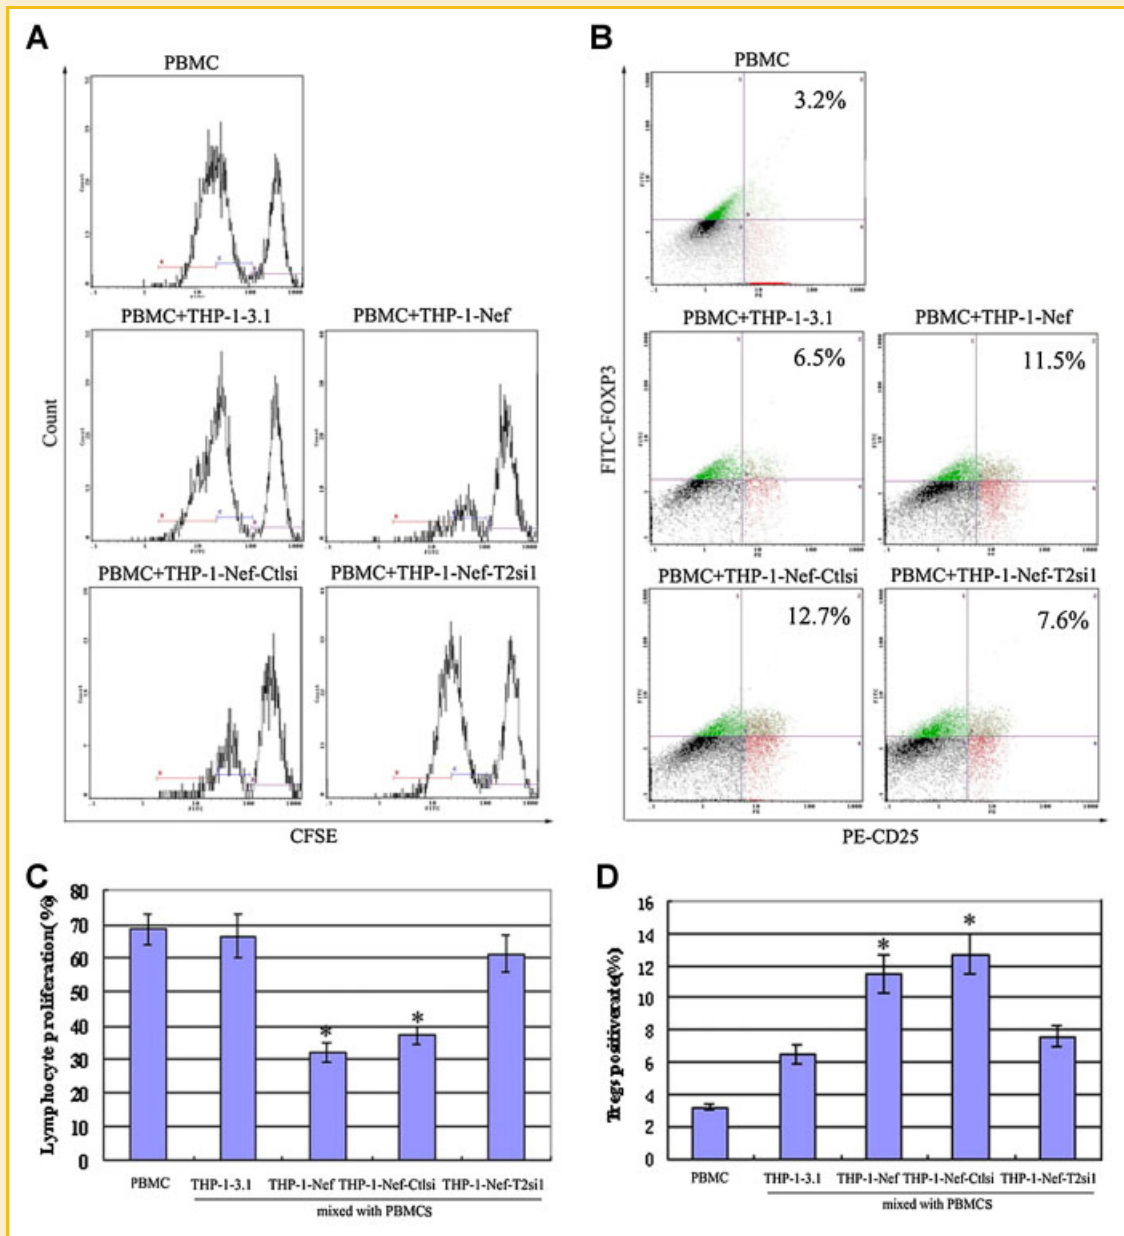 A
B
PBMC
PBMC
3.2%
PBMC+THP-1-3.1
PBMC+THP-1-Nef
PBMC+THP-1-3.1
PBMC+THP-1-Nef
6.5%
11.5%
Count
FITC-FOXP3
PBMC+THP-1-Nef-Ctlsi
PBMC+THP-1-Nef-T2si1
PBMC+THP-1-Nef-Ctlsi
PBMC+THP-1-Nef-T2si1
12.7%
7.6%
CFSE
PE-CD25
C
Lymphocyte proliferation(%)
80
70
60
50
40
30
20
10
0
* *
PBMC THP-1-3.1 THP-1-Nef THP-1-Nef-Ctlsi THP-1-Nef-T2si1
mixed with PBMCS
D
Tregs positiverate(%)
16
14
12
10
8
6
4
2
0
* *
PBMC THP-1-3.1 THP-1-Nef THP-1-Nef-Ctlsi THP-1-Nef-T2si1
mixed with PBMCS